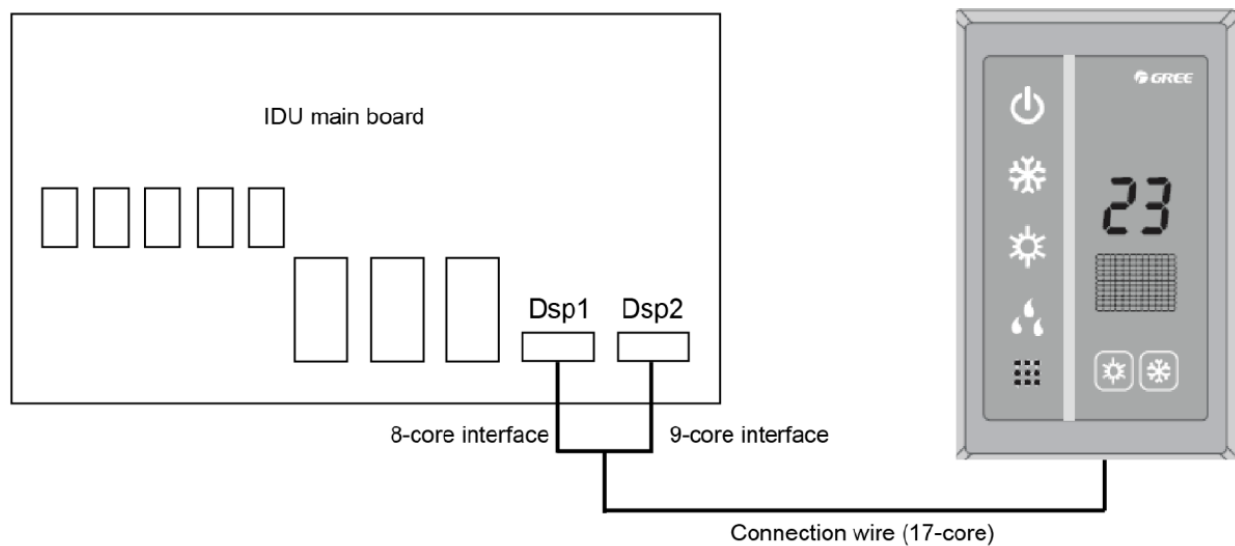 IDU main board
GREE
23
Dsp1
Dsp2
8-core interface
9-core interface
Connection wire (17-core)